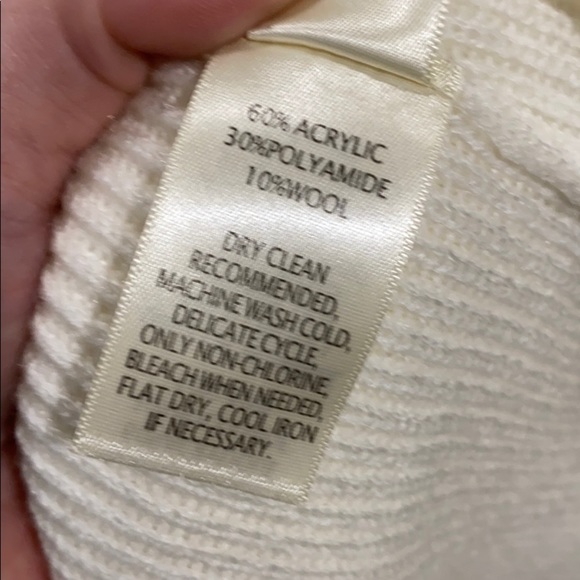 60% ACRYLIC
30%POLYAMIDE
10%WOOL
DRY CLEAN
RECOMMENDED,
MACHINE WASH COLD,
DELICATE CYCLE,
ONLY NON-CHLORINE,
BLEACH WHEN NEEDED,
FLAT DRY, COOL IRON
IF NECESSARY.